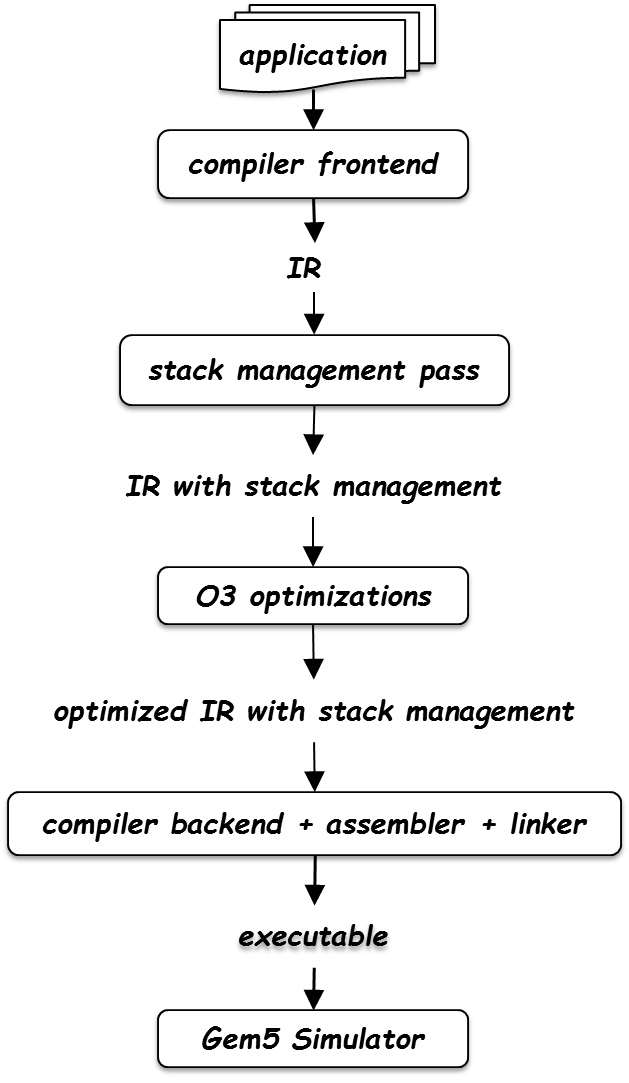 application
compiler frontend
IR
stack management pass
IR with stack management
O3 optimizations
optimized IR with stack management
compiler backend + assembler + linker
executable
Gem5 Simulator